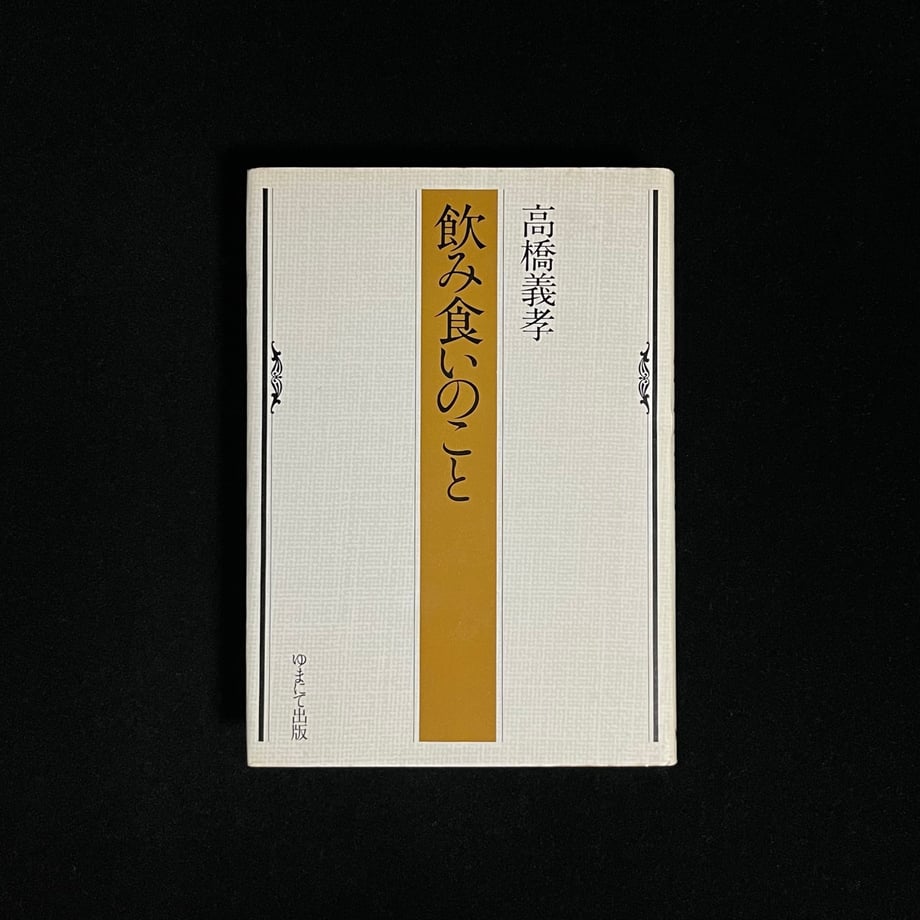 高橋義孝
飲み食いのこと
ゆまにて出版